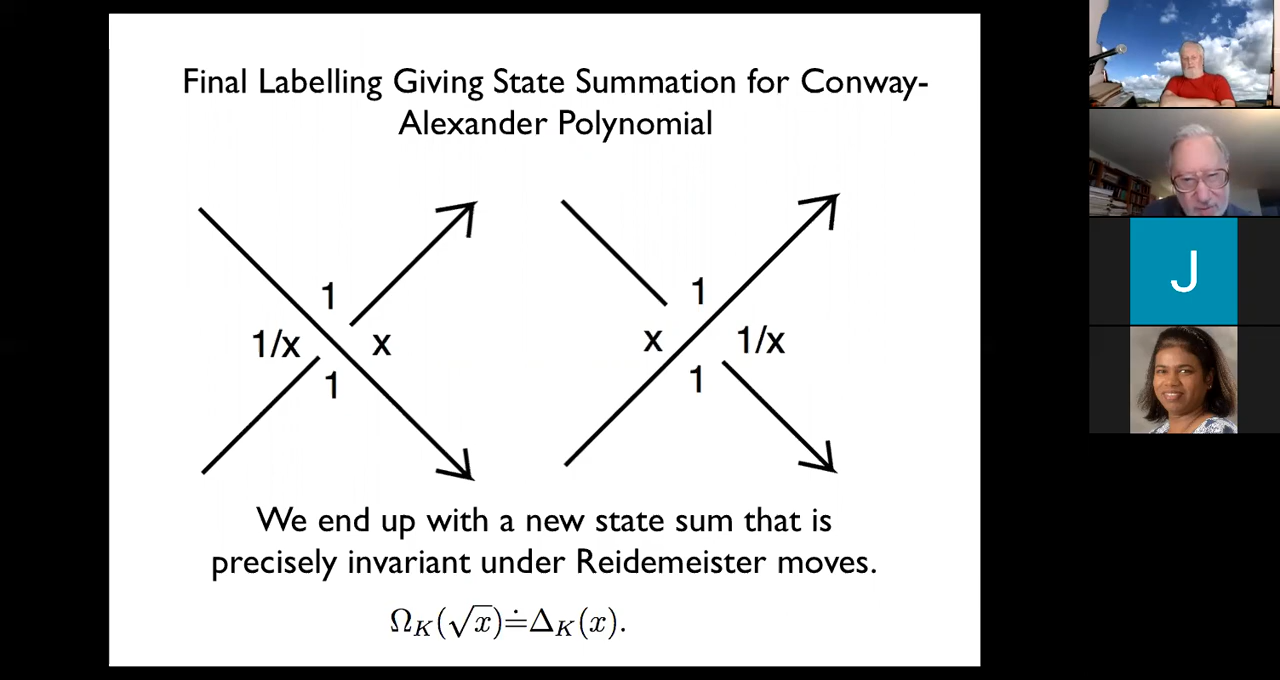 Final Labelling Giving State Summation for Conway-
Alexander Polynomial
1
1/x
x
1
1
x
1/x
1
We end up with a new state sum that is
precisely invariant under Reidemeister moves.
Ω_K(√x)≐Δ_K(x).
J